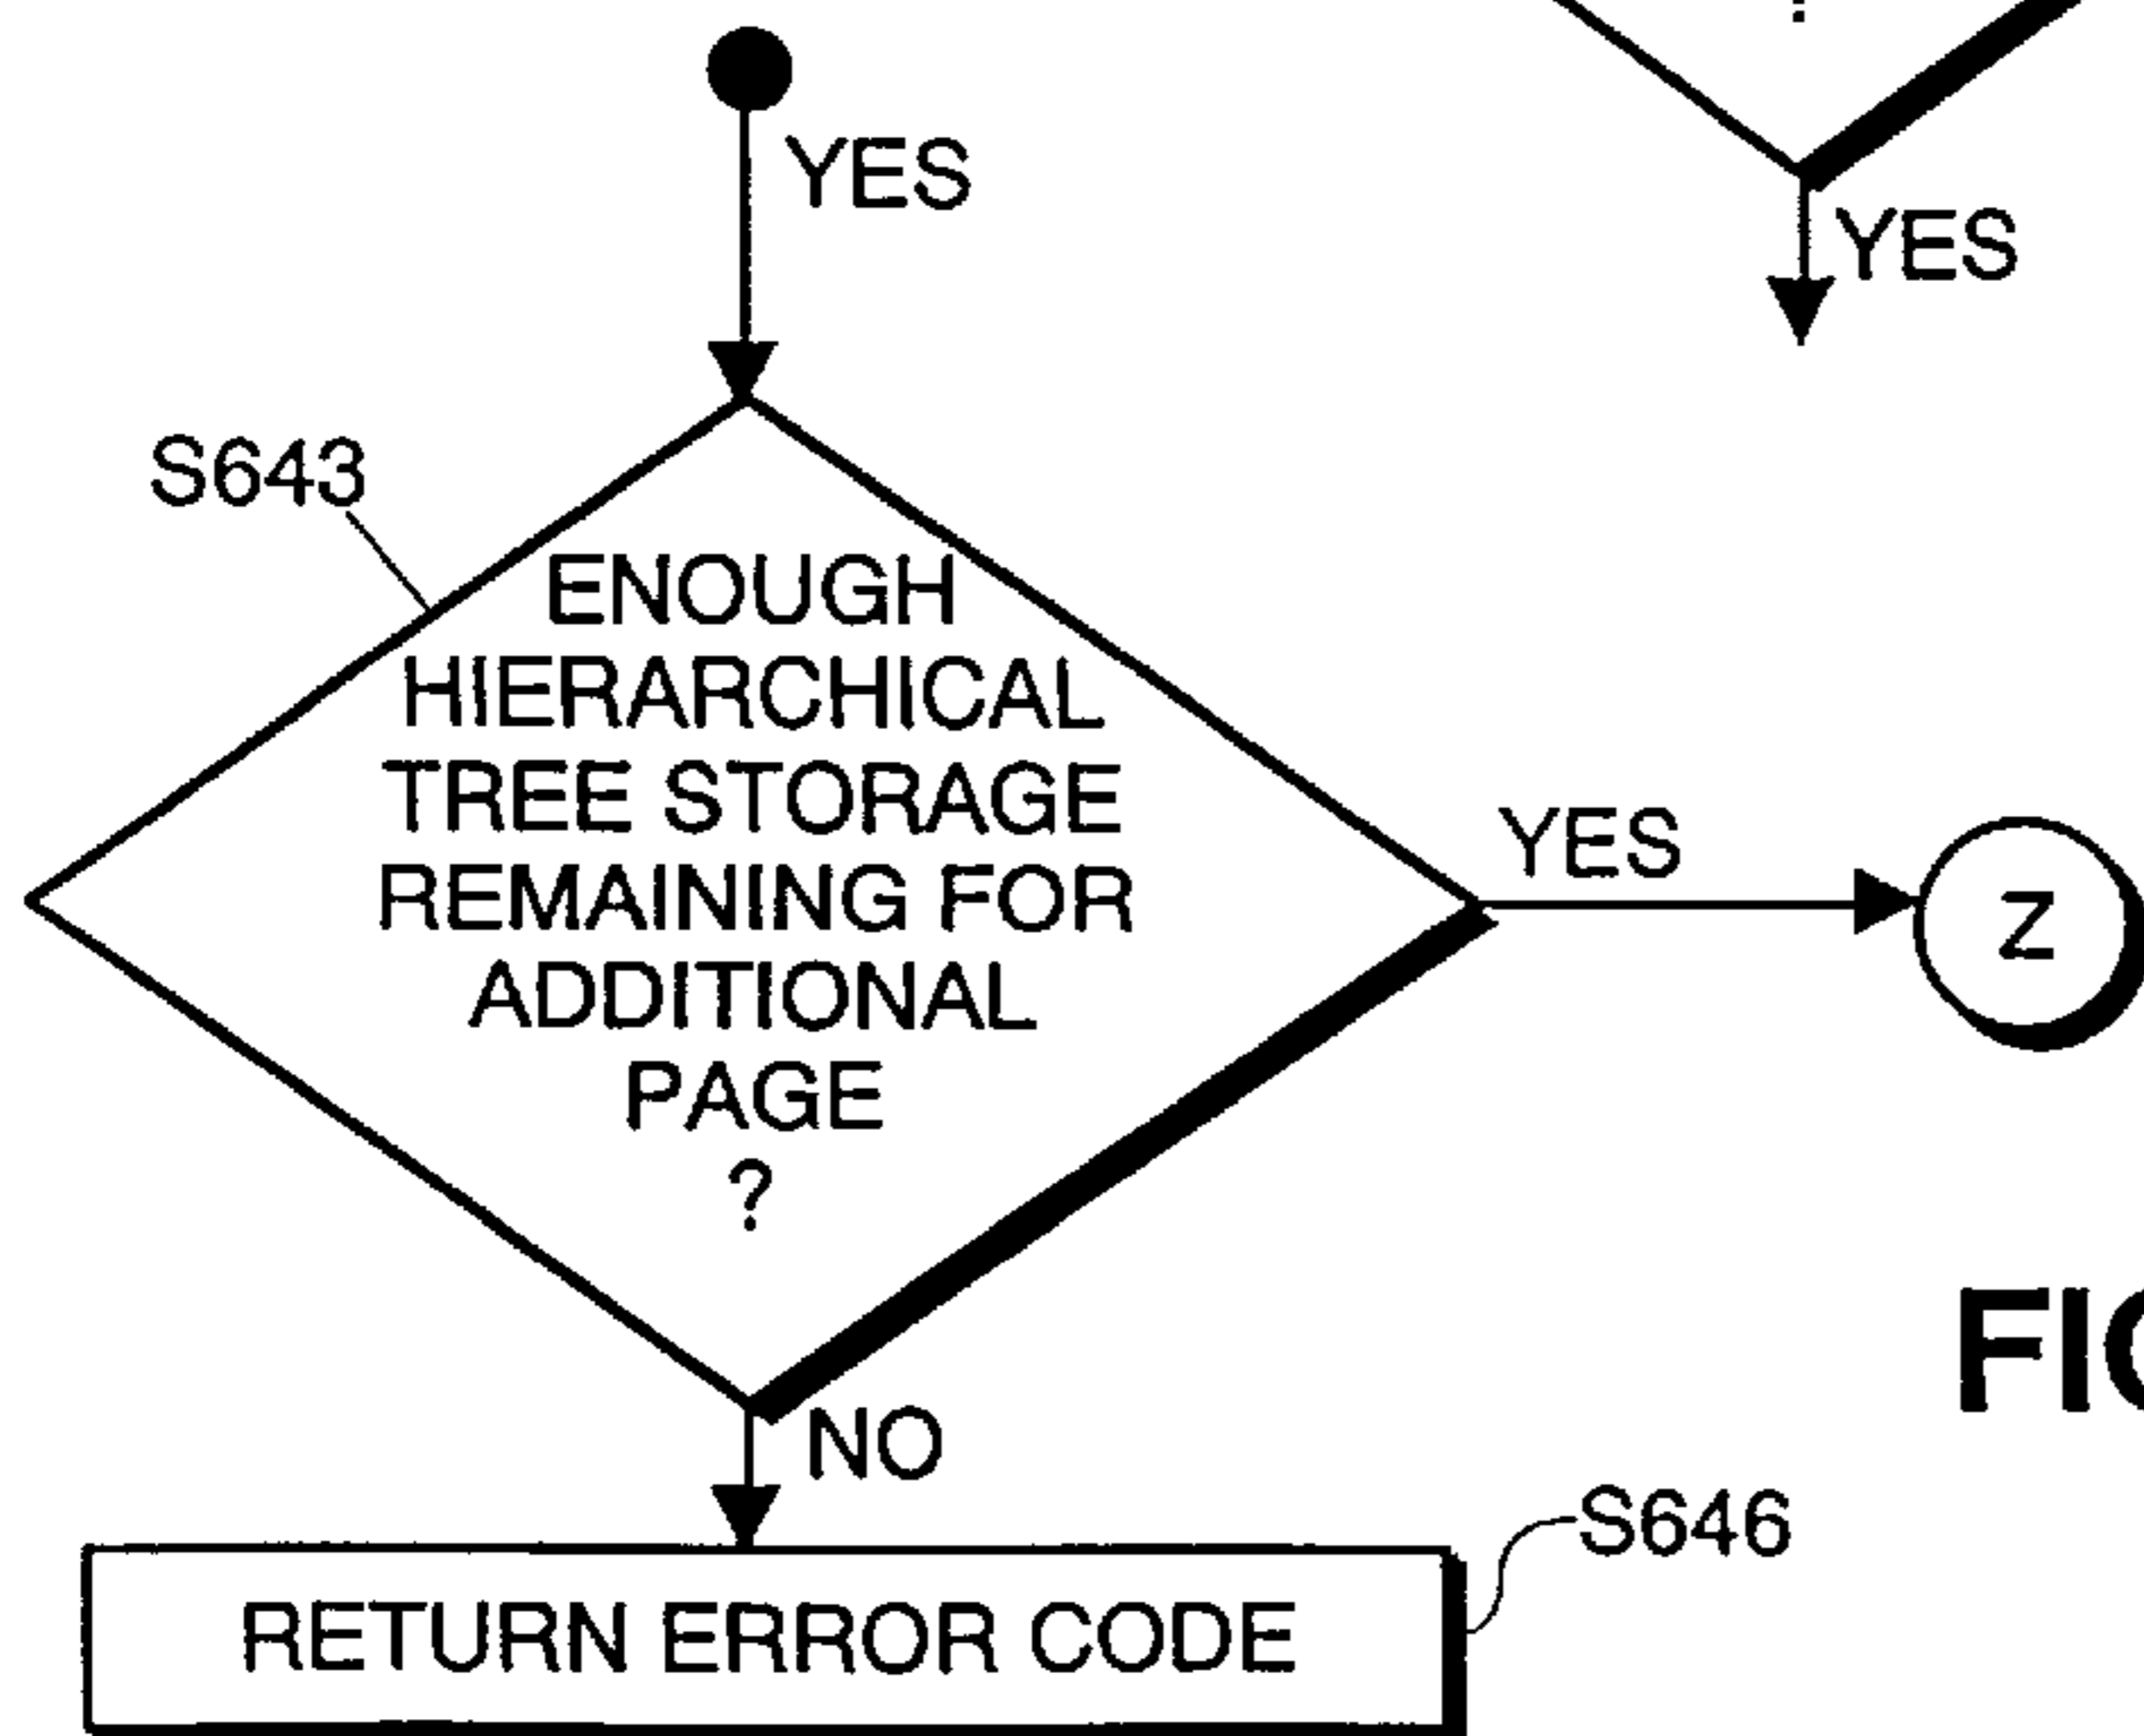 ?
YES
YES
S643
ENOUGH
HIERARCHICAL
TREE STORAGE
REMAINING FOR
ADDITIONAL
PAGE
?
YES
Z
NO
S646
RETURN ERROR CODE